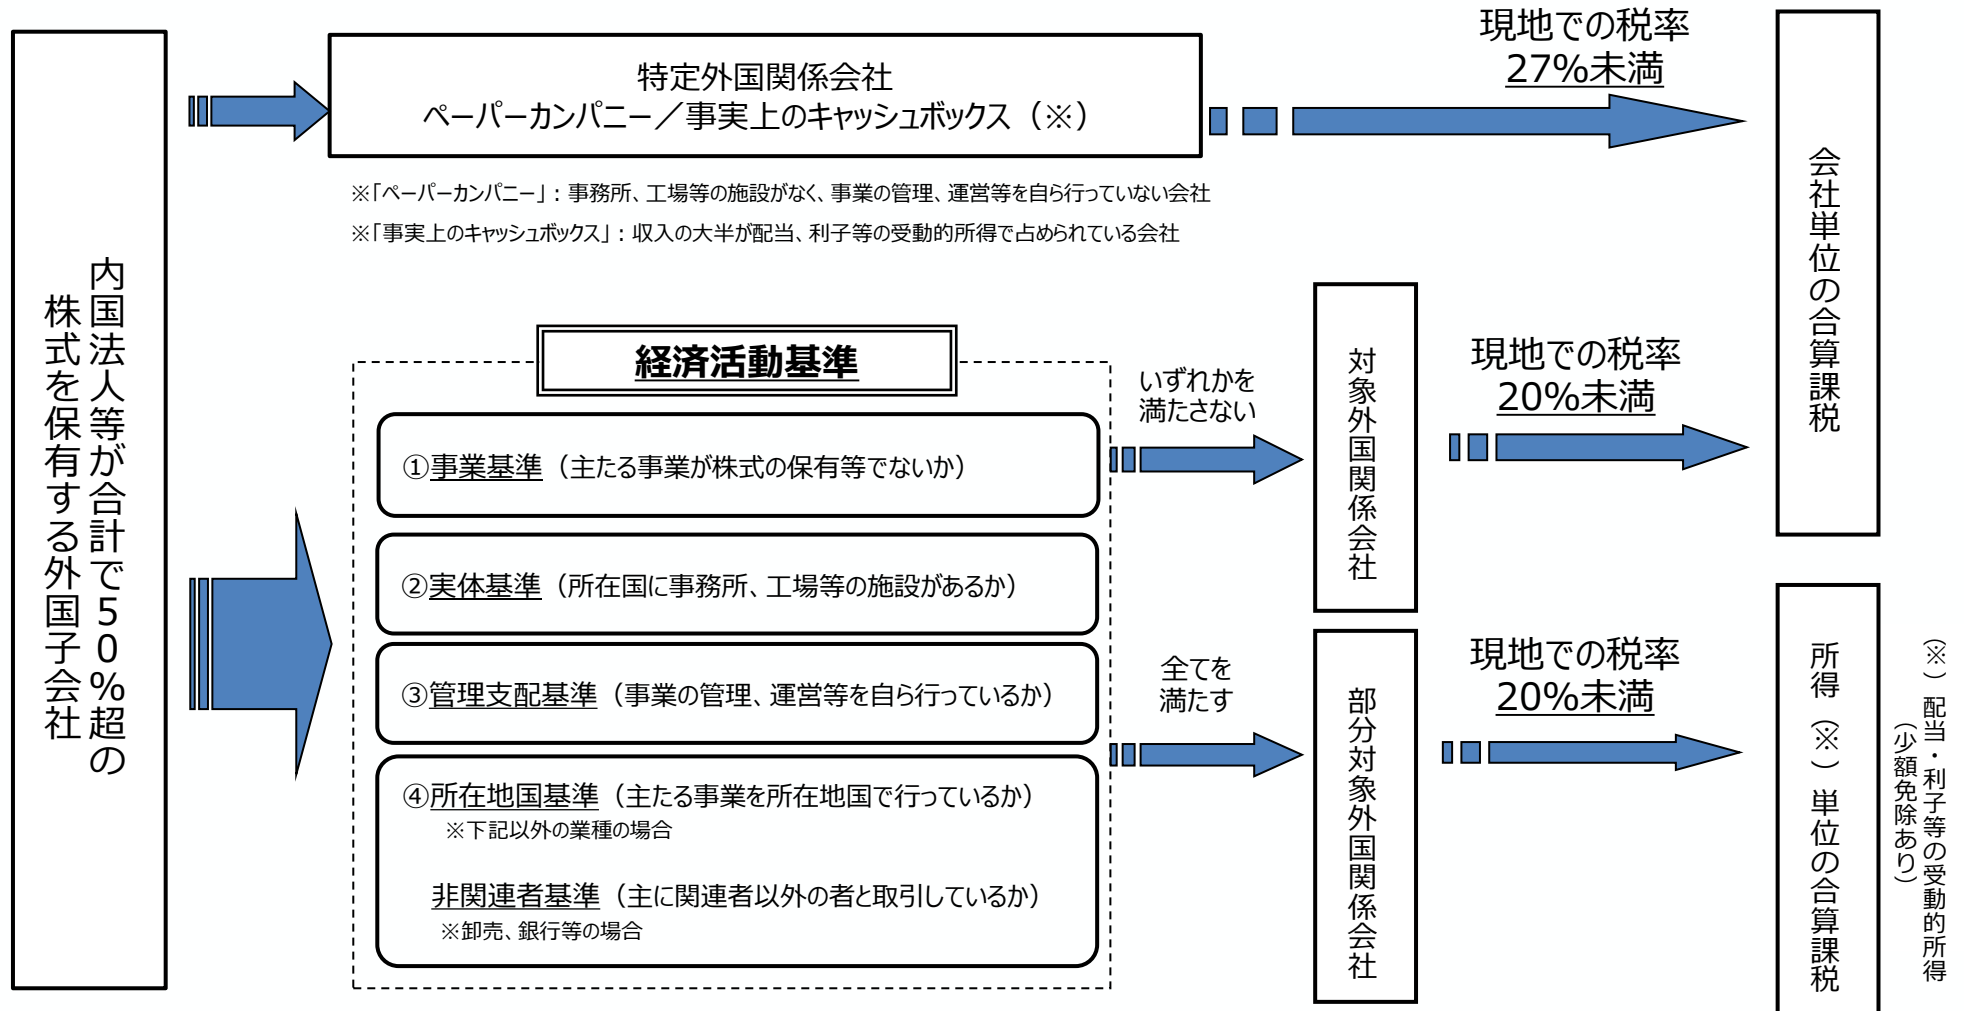 内国法人等が合計で50%超の
株式を保有する外国子会社
特定外国関係会社
ペーパーカンパニー／事実上のキャッシュボックス（※）
※「ペーパーカンパニー」：事務所、工場等の施設がなく、事業の管理、運営等を自ら行っていない会社
※「事実上のキャッシュボックス」：収入の大半が配当、利子等の受動的所得で占められている会社
現地での税率
27%未満
会社単位の合算課税
経済活動基準
①事業基準（主たる事業が株式の保有等でないか）
②実体基準（所在国に事務所、工場等の施設があるか）
③管理支配基準（事業の管理、運営等を自ら行っているか）
④所在地国基準（主たる事業を所在地国で行っているか）
※下記以外の業種の場合
非関連者基準（主に関連者以外の者と取引しているか）
※卸売、銀行等の場合
いずれかを
満たさない
対象外国関係会社
現地での税率
20%未満
全てを
満たす
部分対象外国関係会社
現地での税率
20%未満
所得（※）単位の合算課税
（※）配当・利子等の受動的所得
（少額免除あり）